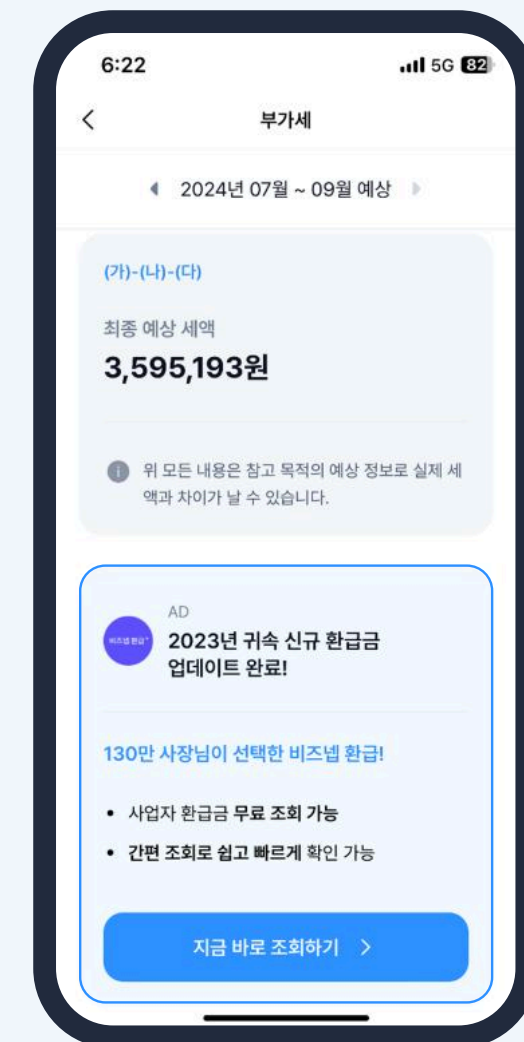 6:22
5G 82
부가세
2024년 07월 ~ 09월 예상
(가)-(나)-(다)
최종 예상 세액
3,595,193원
위 모든 내용은 참고 목적의 예상 정보로 실제 세
액과 차이가 날 수 있습니다.
AD
비즈넵 환급+
2023년 귀속 신규 환급금
업데이트 완료!
130만 사장님이 선택한 비즈넵 환급!
• 사업자 환급금 무료 조회 가능
• 간편 조회로 쉽고 빠르게 확인 가능
지금 바로 조회하기 >